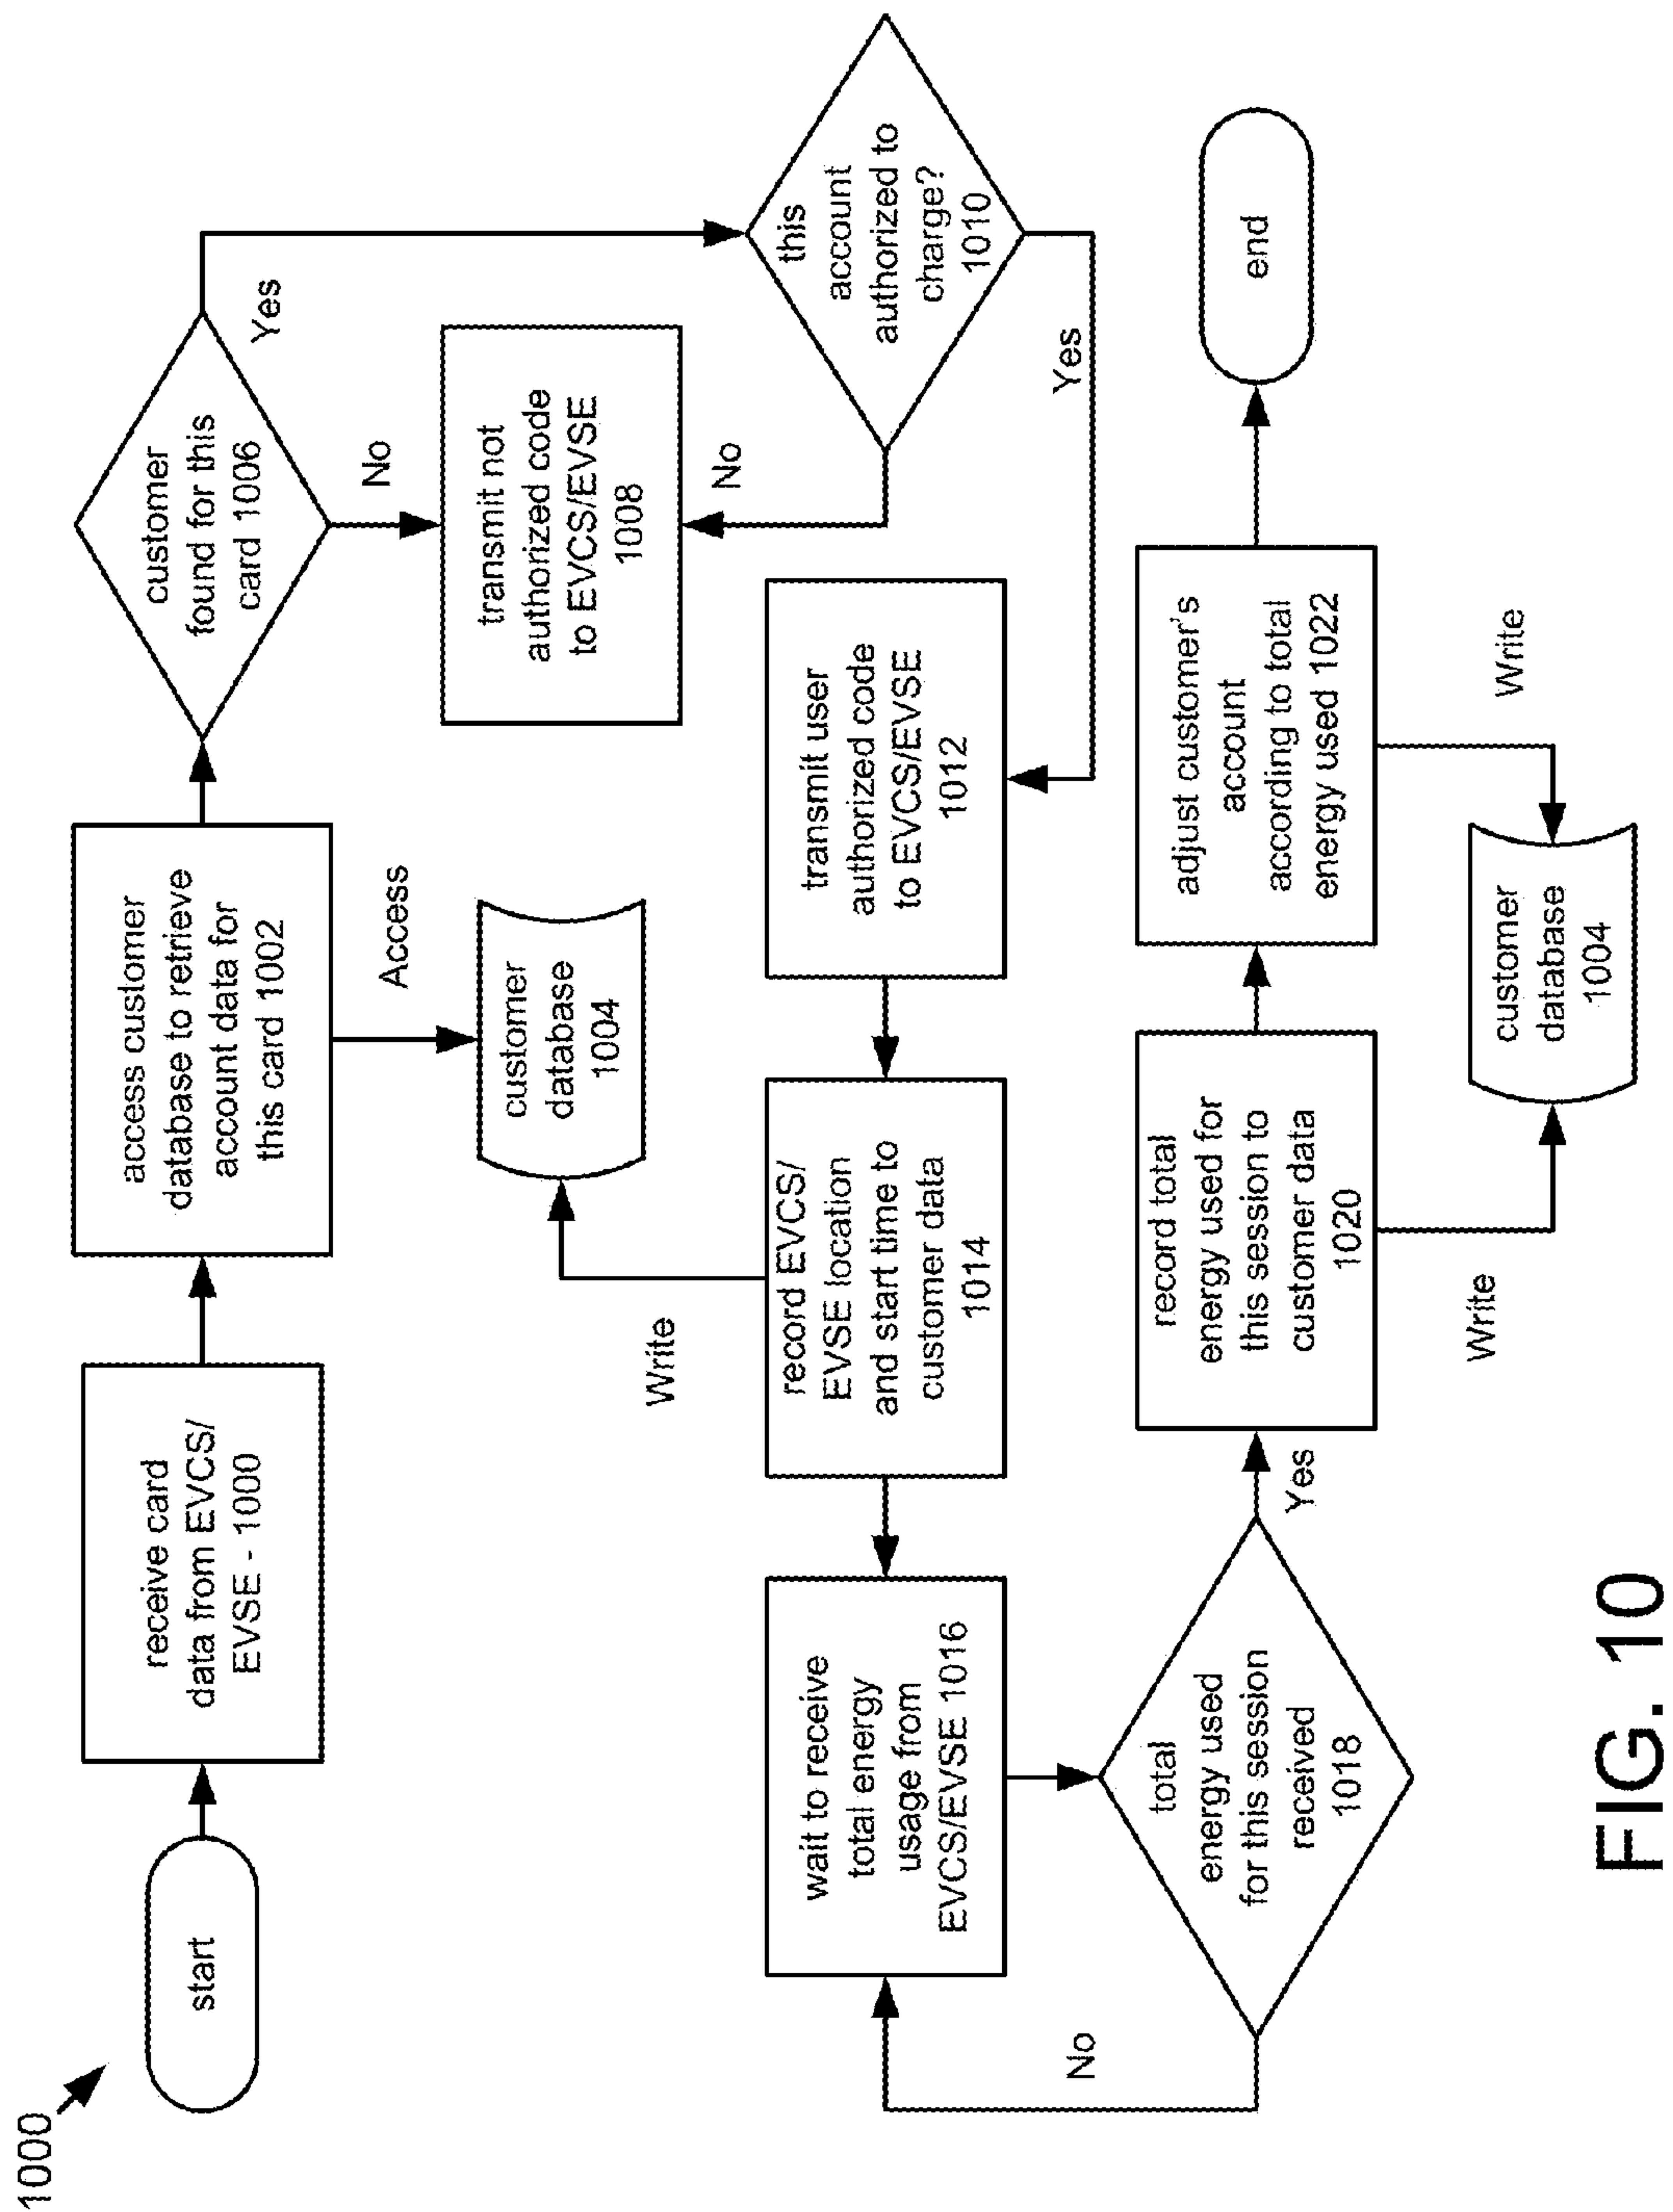 1000
start
receive card
data from EVCS/
EVSE - 1000
access customer
database to retrieve
account data for
this card 1002
Access
customer
database
1004
customer
found for this
card 1006
Yes
No
transmit not
authorized code
to EVCS/EVSE
1008
No
this
account
authorized to
charge?
1010
Yes
transmit user
authorized code
to EVCS/EVSE
1012
record EVCS/
EVSE location
and start time to
customer data
1014
Write
wait to receive
total energy
usage from
EVCS/EVSE 1016
total
energy used
for this session
received
1018
No
Yes
record total
energy used for
this session to
customer data
1020
Write
adjust customer's
account
according to total
energy used 1022
Write
customer
database
1004
end
FIG. 10